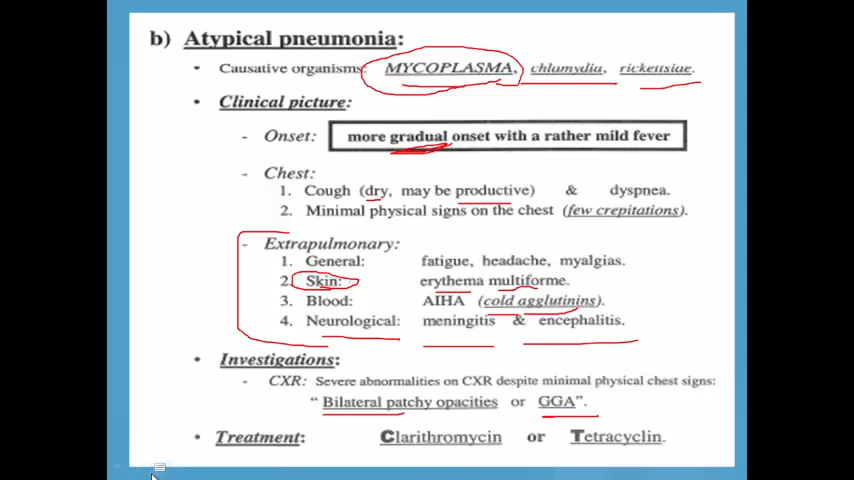 b) Atypical pneumonia:
• Causative organisms: MYCOPLASMA, chlumydia, rickettsiae.
• Clinical picture:
- Onset: more gradual onset with a rather mild fever
- Chest:
1. Cough (dry, may be productive) & dyspnea.
2. Minimal physical signs on the chest (few crepitations).
- Extrapulmonary:
1. General: fatigue, headache, myalgias.
2. Skin: erythema multiforme.
3. Blood: AIHA (cold agglutinins).
4. Neurological: meningitis & encephalitis.
• Investigations:
- CXR: Severe abnormalities on CXR despite minimal physical chest signs:
“ Bilateral patchy opacities or GGA”.
• Treatment: Clarithromycin or Tetracyclin.